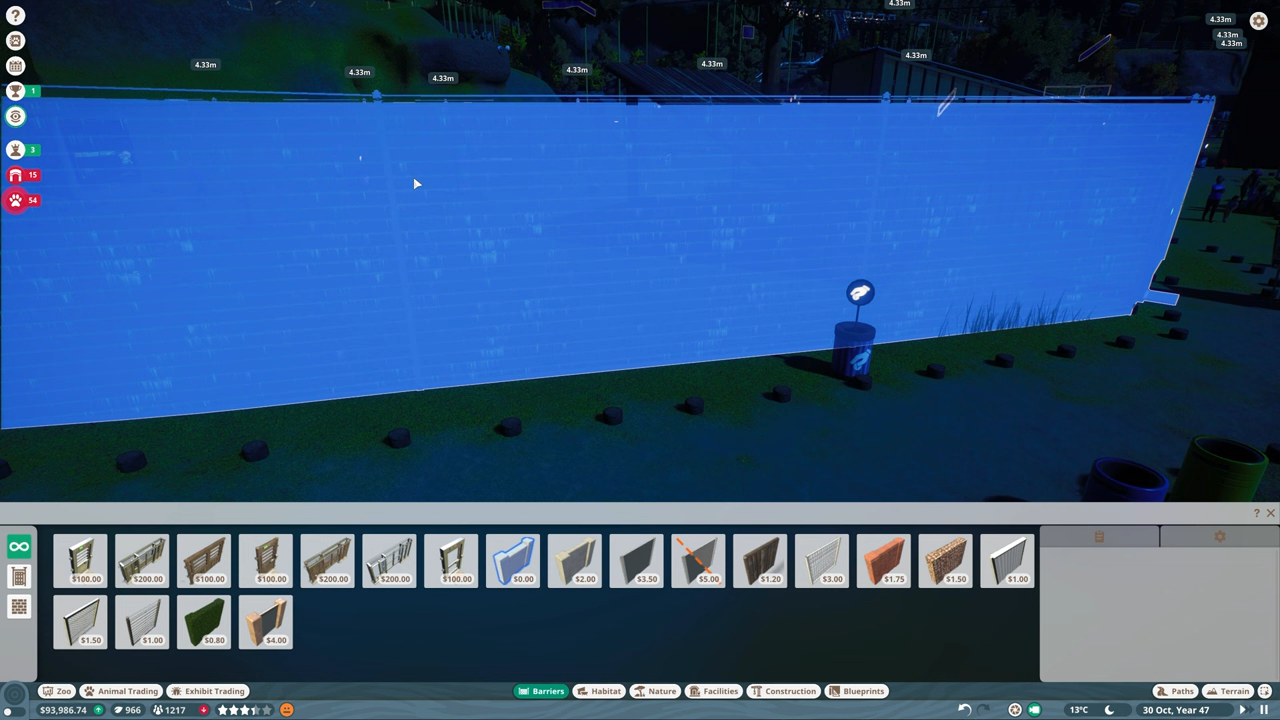 4.33m
4.33m
4.33m
4.33m
4.33m
4.33m
4.33m
4.33m
4.33m
4.33m
?
1
3
15
54
? ×
$100.00 $200.00 $100.00 $100.00 $200.00 $200.00 $100.00 $0.00 $2.00 $3.50 $5.00 $1.20 $3.00 $1.75 $1.50 $1.00
$1.50 $1.00 $0.80 $4.00
Zoo Animal Trading Exhibit Trading Barriers Habitat Nature Facilities Construction Blueprints Paths Terrain
$93,986.74 966 1217 13°C 30 Oct, Year 47